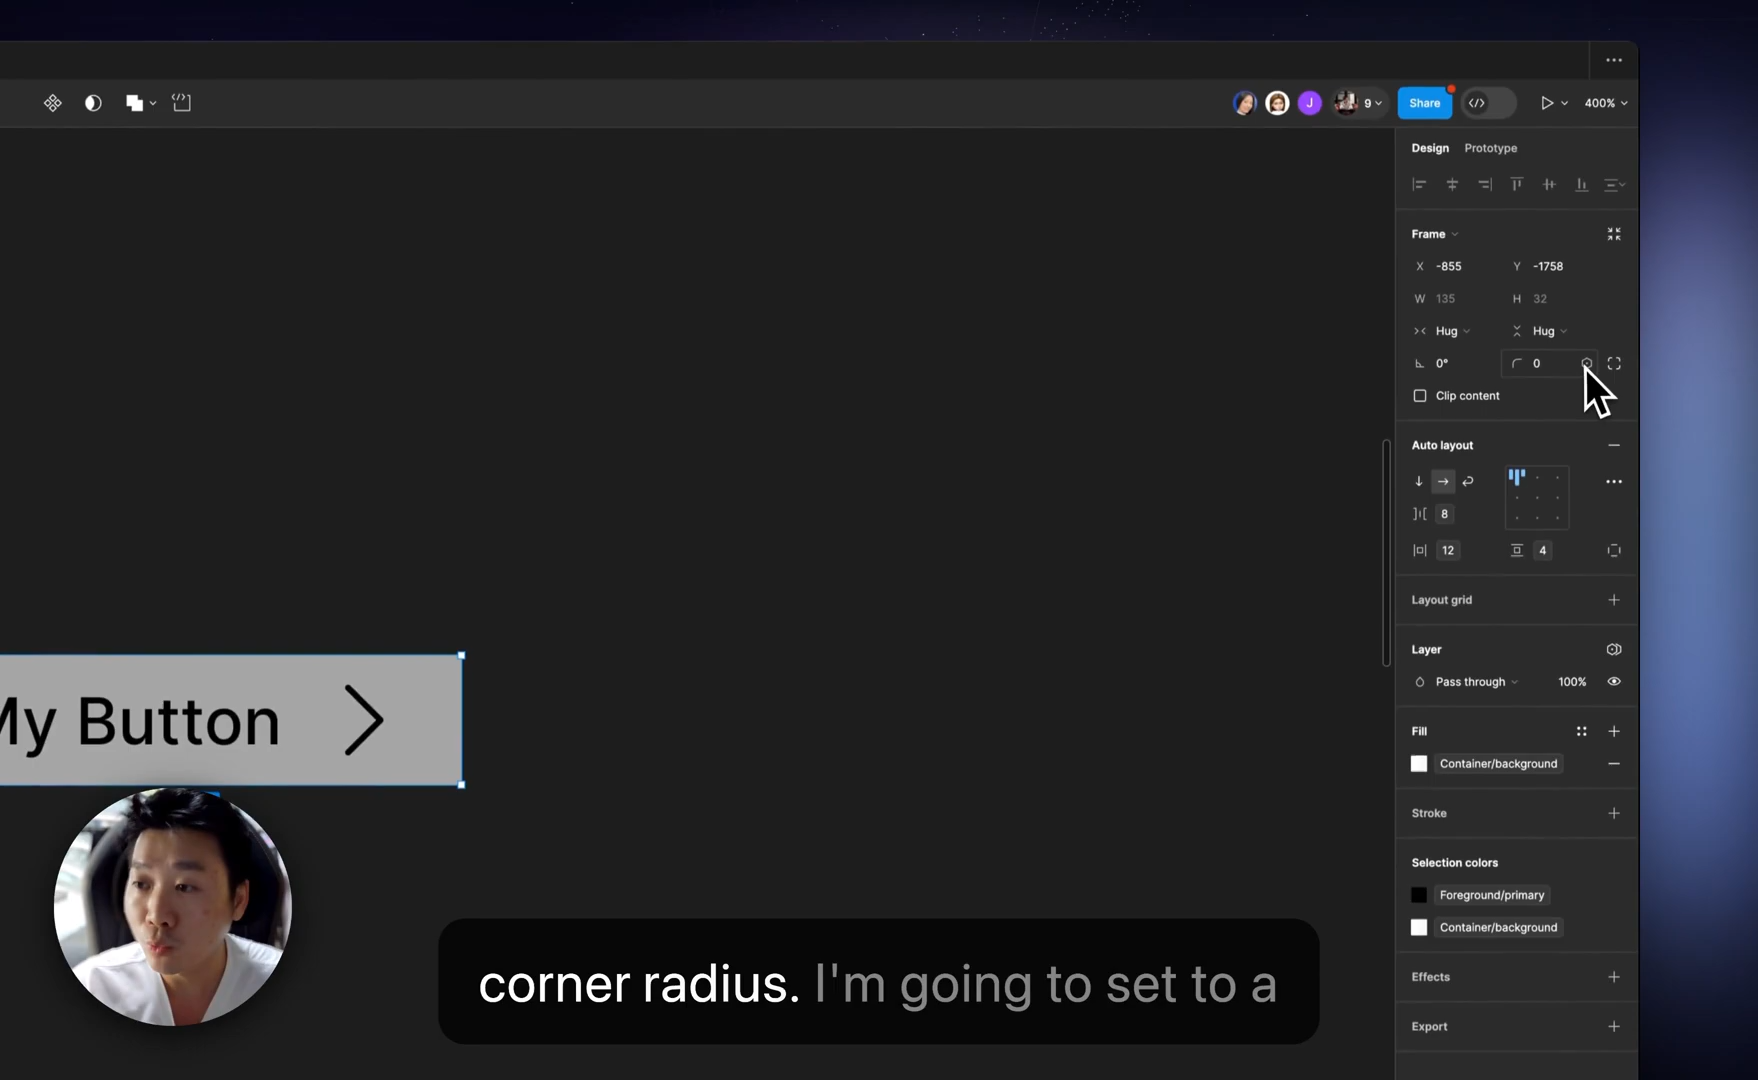 J
9
Share
400%
Design Prototype
Frame
X -855 Y -1758
W 135 H 32
Hug Hug
0° 0
Clip content
Auto layout
8
12 4
Layout grid
Layer
Pass through 100%
My Button
Fill
Container/background
Stroke
Selection colors
Foreground/primary
Container/background
Effects
Export
corner radius. I'm going to set to a